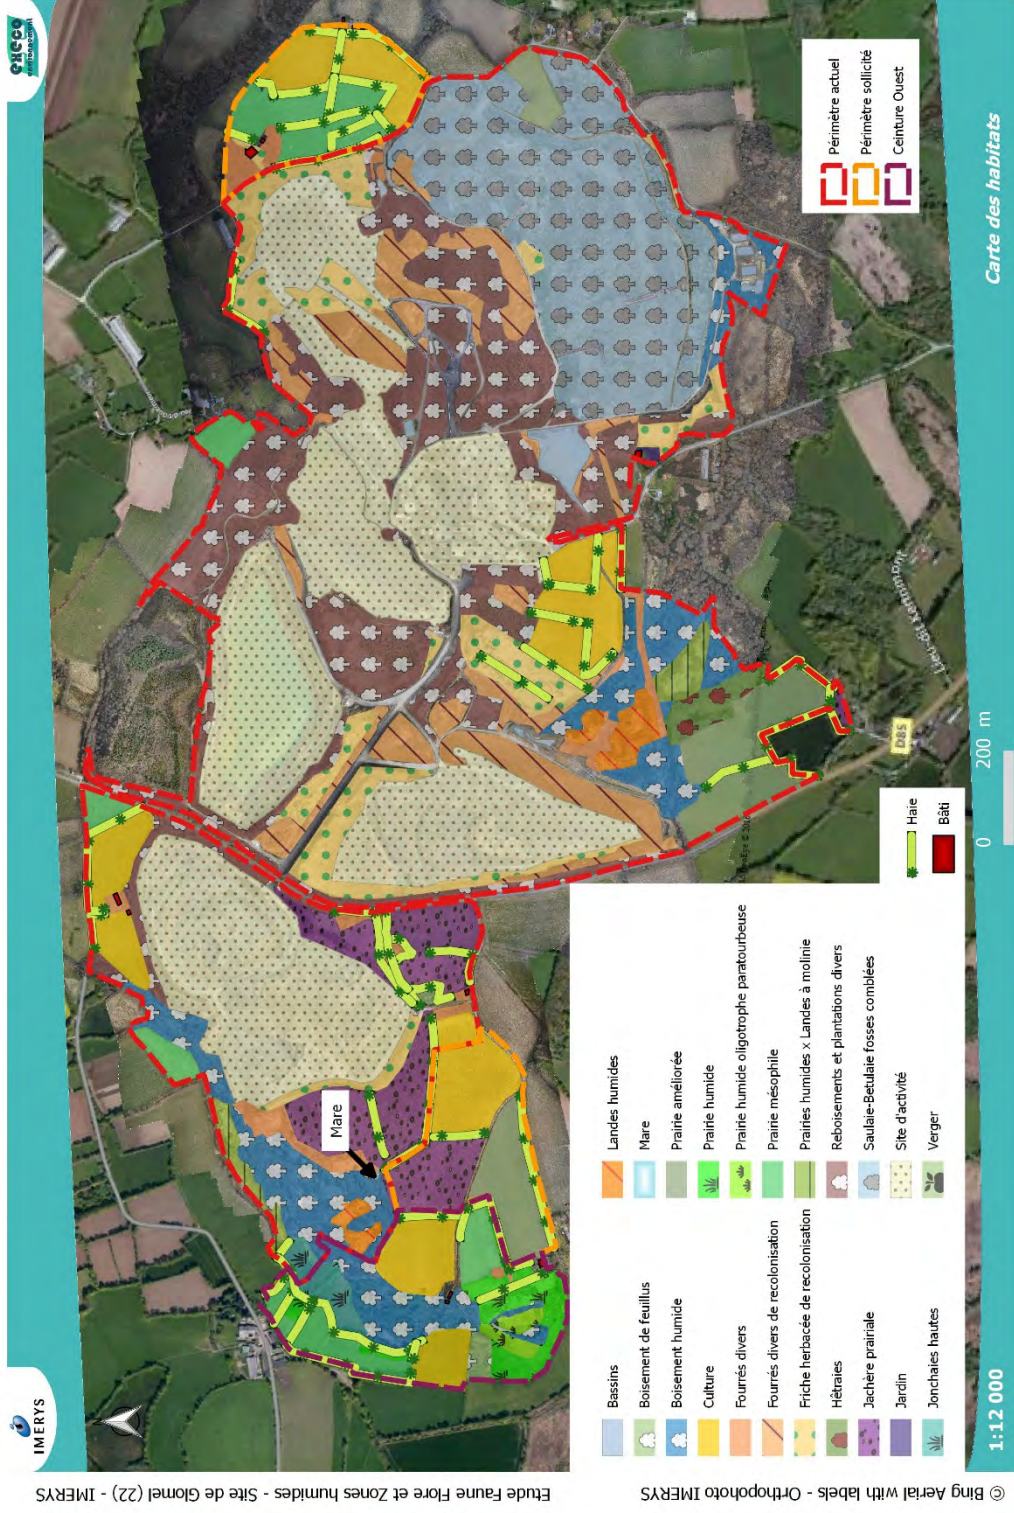 execo
environnement
IMERYS
Carte des habitats
1:12 000
Périmètre actuel
Périmètre sollicité
Ceinture Ouest
Mare
D85
0 200 m
Haie
Bâti
Bassins
Boisement de feuillus
Boisement humide
Culture
Fourrés divers
Fourrés divers de recolonisation
Friche herbacée de recolonisation
Hêtraies
Jachère prairiale
Jardin
Jonchaies hautes
Landes humides
Mare
Prairie améliorée
Prairie humide
Prairie humide oligotrophe paratourbeuse
Prairie mésophile
Prairies humides x Landes à molinie
Reboisements et plantations divers
Saulaie-Betulaie fosses comblées
Site d'activité
Verger
Etude Faune Flore et Zones humides - Site de Glomel (22) - IMERYS
© Bing Aerial with labels - Orthopohoto IMERYS